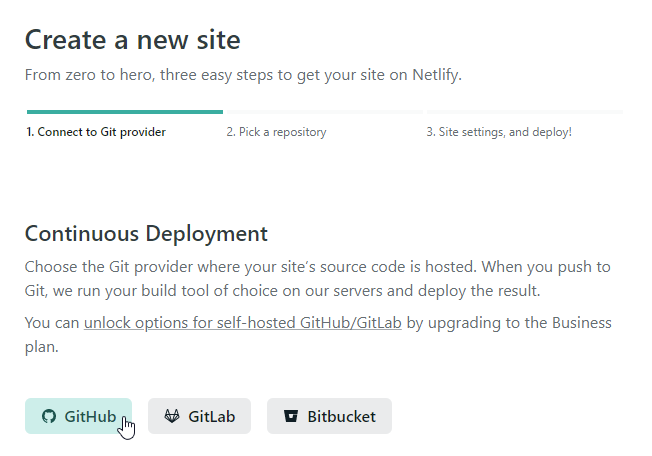 Create a new site
From zero to hero, three easy steps to get your site on Netlify.
1. Connect to Git provider
2. Pick a repository
3. Site settings, and deploy!
Continuous Deployment
Choose the Git provider where your site’s source code is hosted. When you push to
Git, we run your build tool of choice on our servers and deploy the result.
You can unlock options for self-hosted GitHub/GitLab by upgrading to the Business
plan.
GitHub
GitLab
Bitbucket